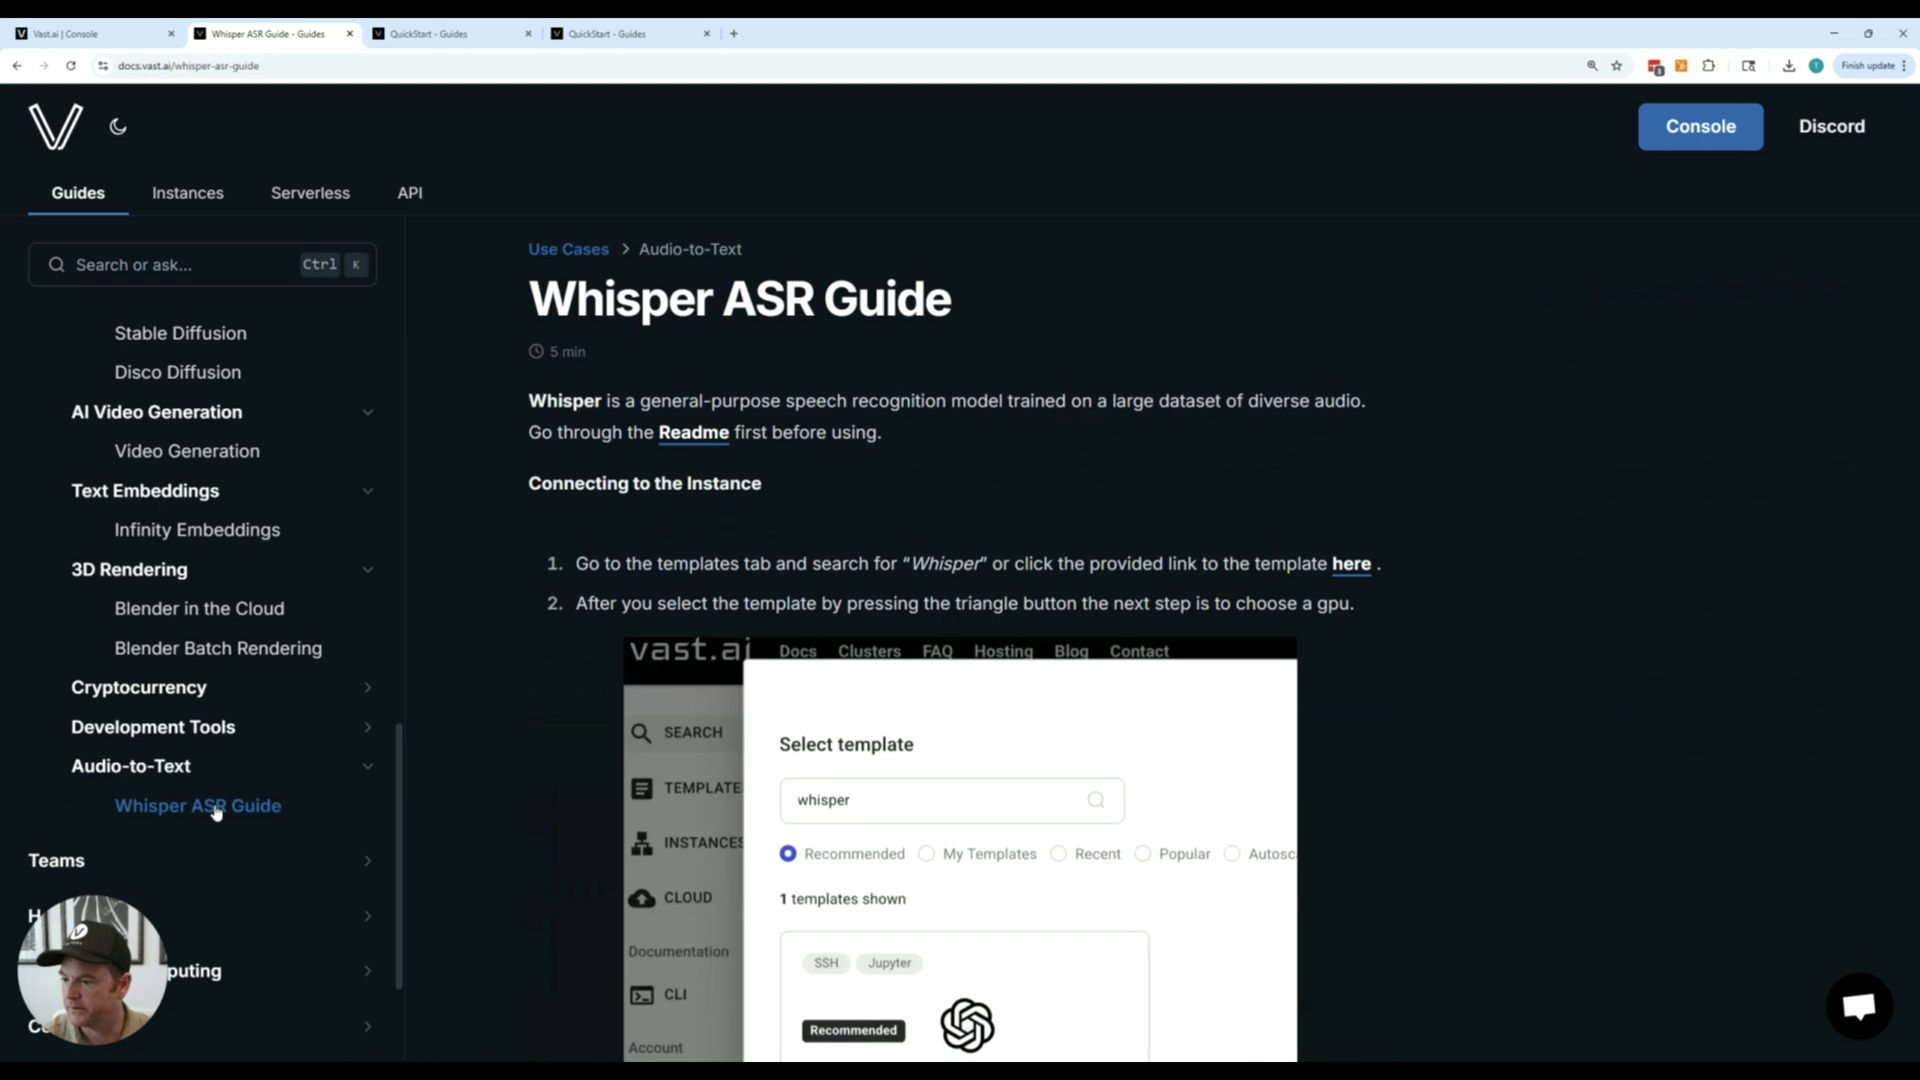 Vast.ai | Console
Whisper ASR Guide - Guides
QuickStart - Guides
QuickStart - Guides
docs.vast.ai/whisper-asr-guide
Finish update
Console
Discord
Guides
Instances
Serverless
API
Search or ask...
Ctrl
K
Stable Diffusion
Disco Diffusion
AI Video Generation
Video Generation
Text Embeddings
Infinity Embeddings
3D Rendering
Blender in the Cloud
Blender Batch Rendering
Cryptocurrency
Development Tools
Audio-to-Text
Whisper ASR Guide
Teams
H
puting
Use Cases > Audio-to-Text
Whisper ASR Guide
5 min
Whisper is a general-purpose speech recognition model trained on a large dataset of diverse audio.
Go through the Readme first before using.
Connecting to the Instance
1. Go to the templates tab and search for "Whisper" or click the provided link to the template here .
2. After you select the template by pressing the triangle button the next step is to choose a gpu.
vast.ai
Docs
Clusters
FAQ
Hosting
Blog
Contact
SEARCH
TEMPLATE
INSTANCES
CLOUD
Documentation
CLI
Account
Select template
whisper
Recommended
My Templates
Recent
Popular
Autosc
1 templates shown
SSH
Jupyter
Recommended